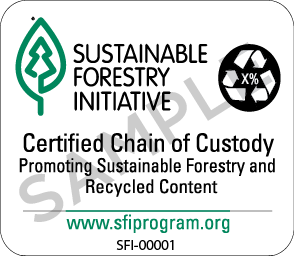 SUSTAINABLE
FORESTRY
INITIATIVE
X%
Certified Chain of Custody
Promoting Sustainable Forestry and
Recycled Content
www.sfiprogram.org
SFI-00001
SAMPLE